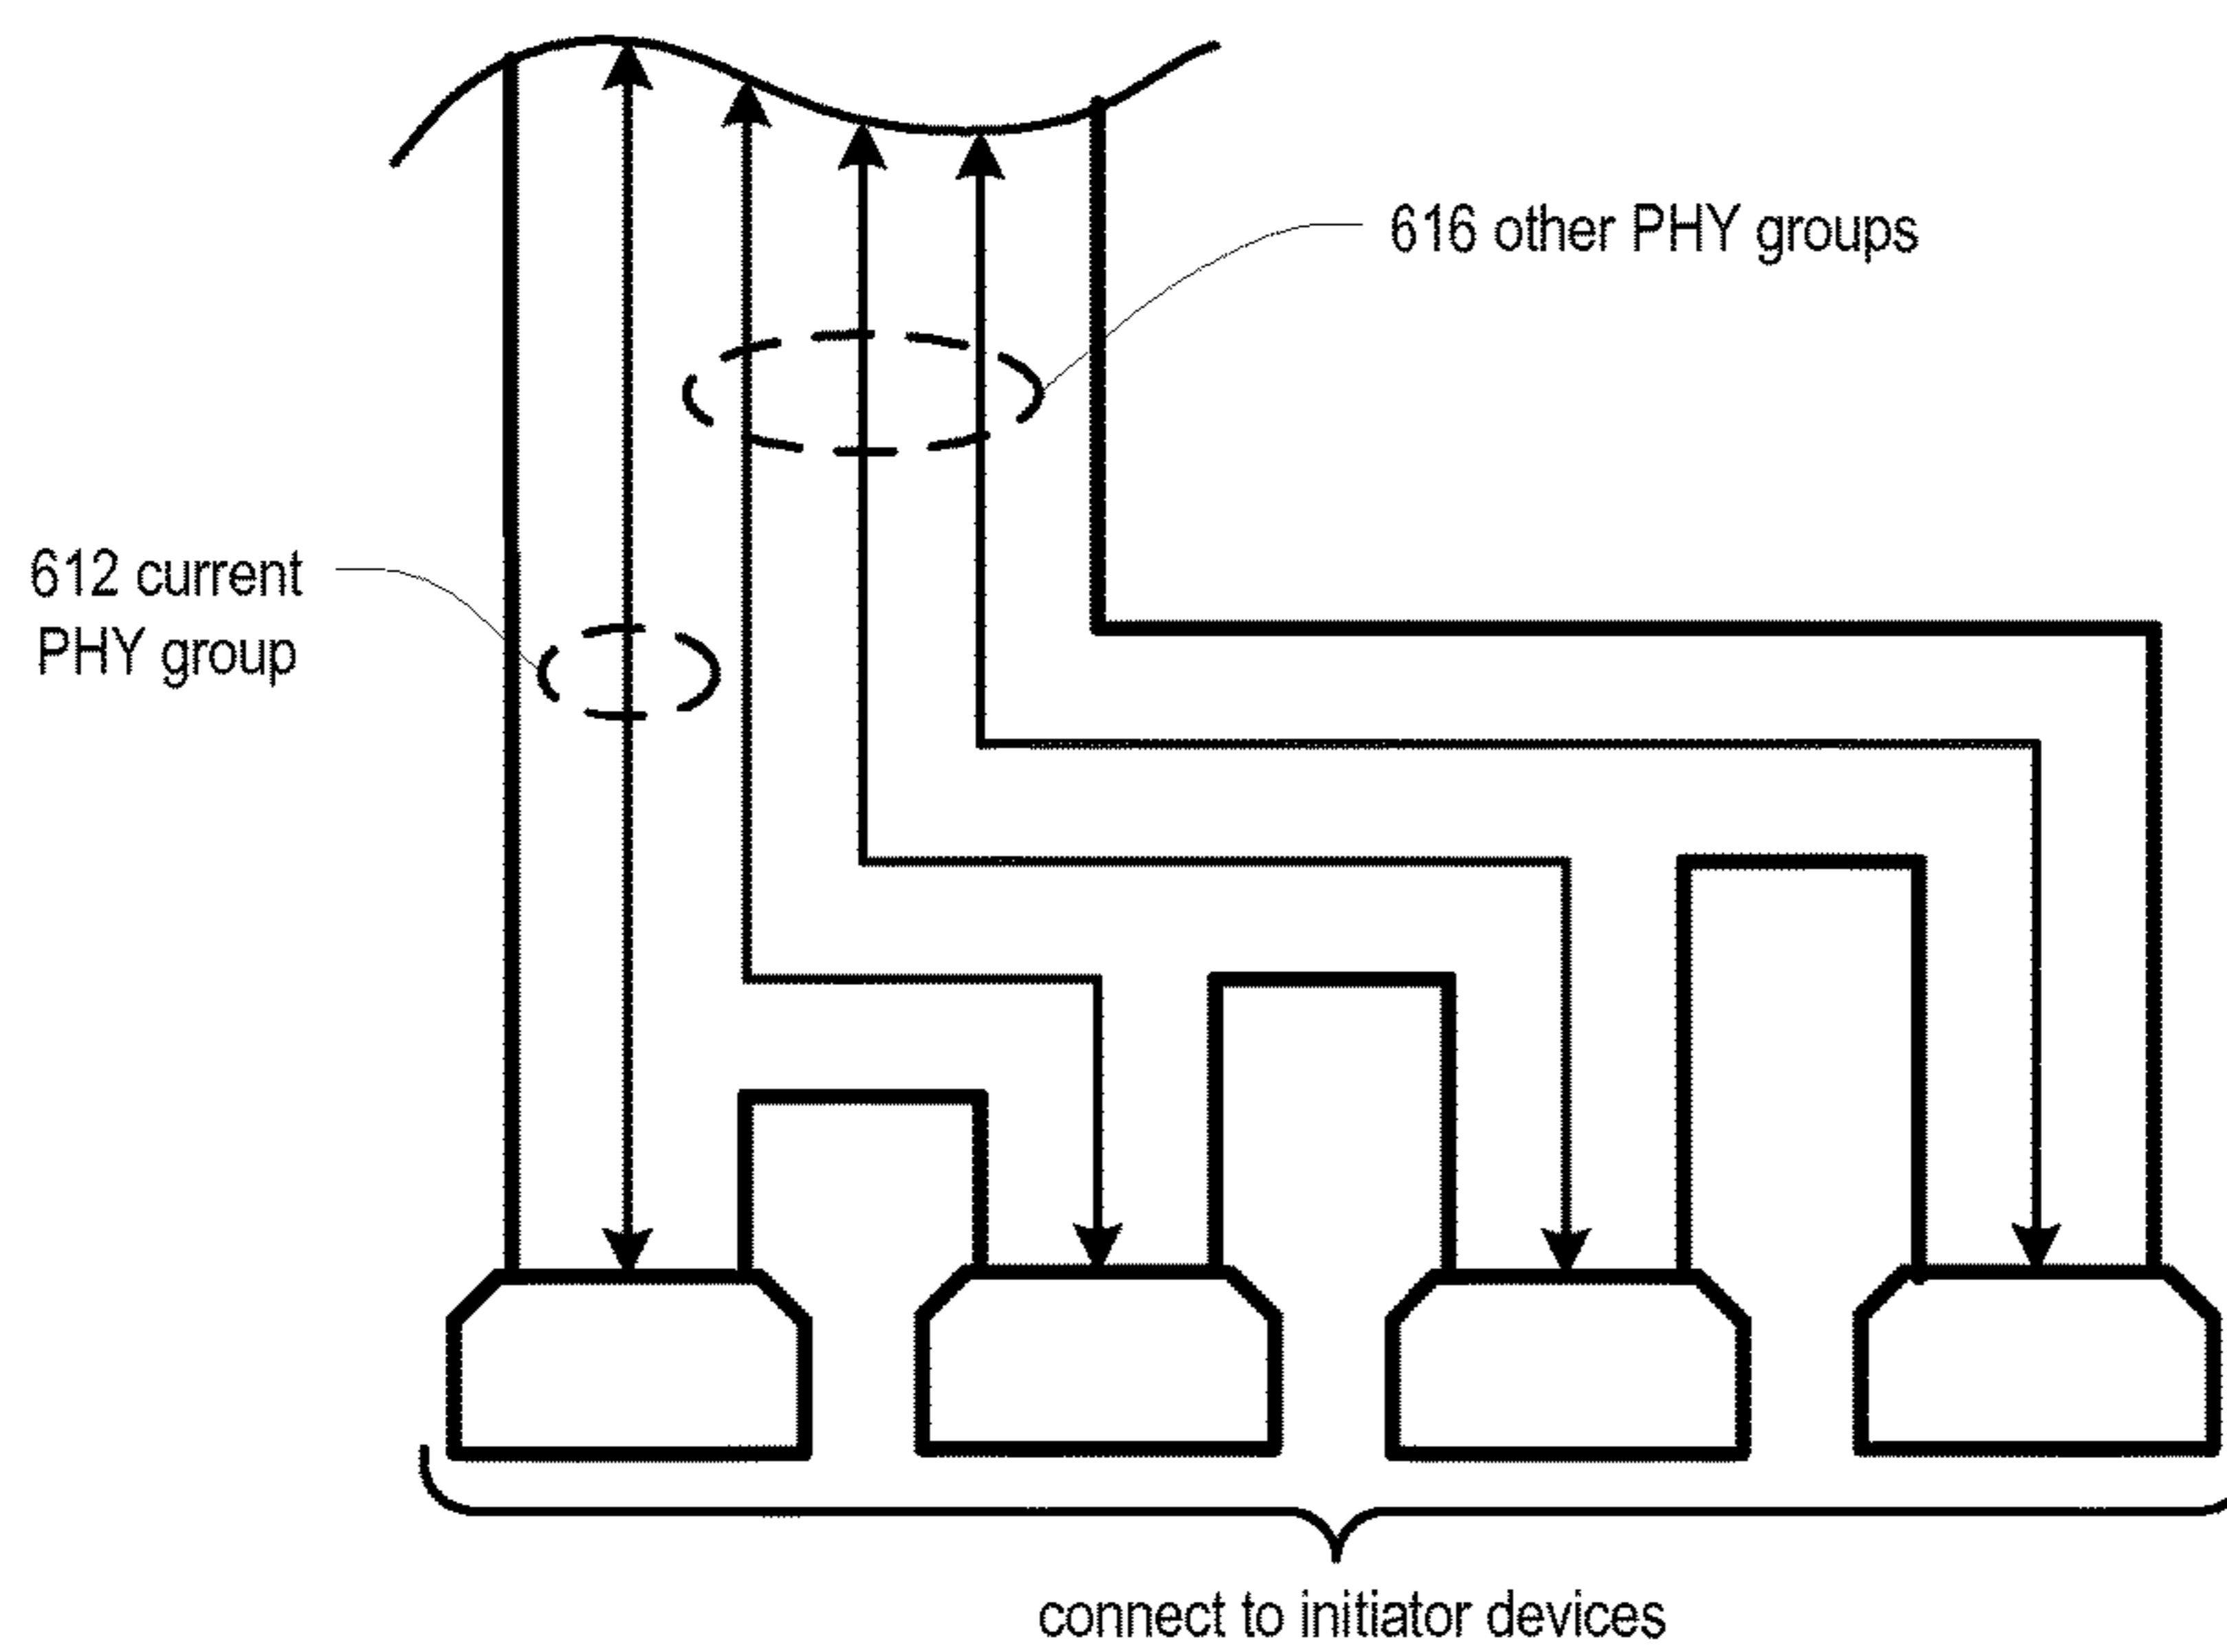 616 other PHY groups
612 current
PHY group
connect to initiator devices